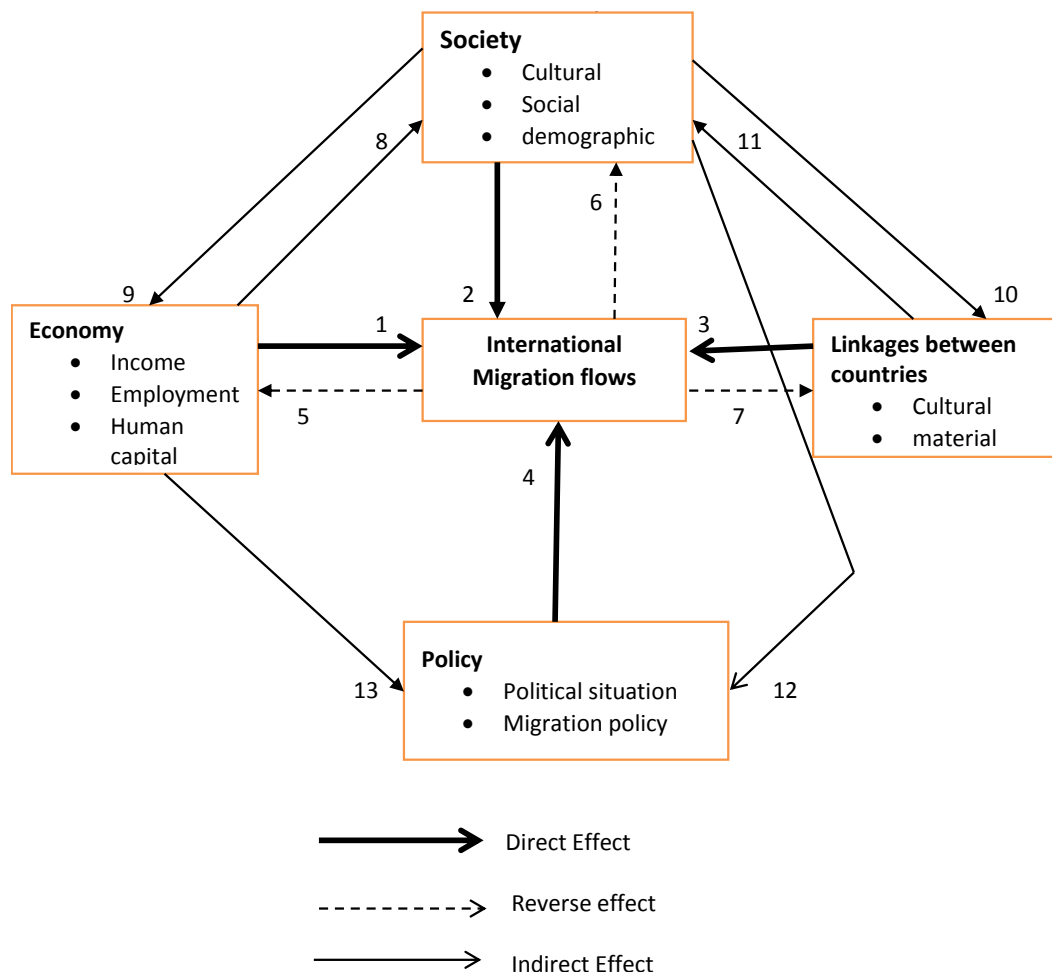 Society
• Cultural
• Social
• demographic
8
11
6
9
2
10
1
3
Economy
• Income
• Employment
• Human
capital
International
Migration flows
Linkages between
countries
• Cultural
• material
5
7
4
Policy
• Political situation
• Migration policy
13
12
Direct Effect
Reverse effect
Indirect Effect